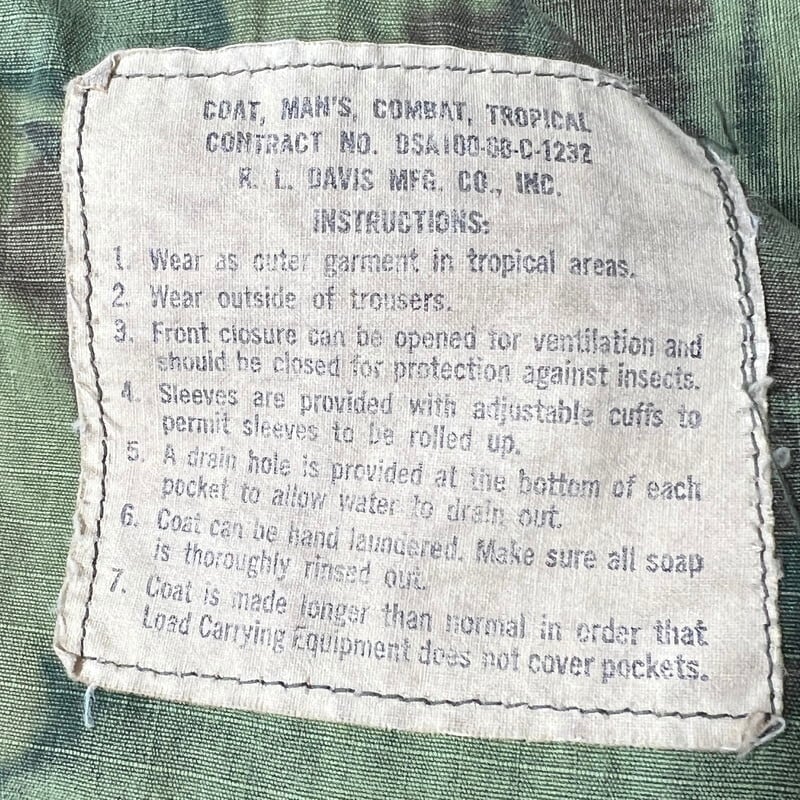 COAT, MAN'S, COMBAT, TROPICAL
CONTRACT NO. DSA100-68-C-1232
R. L. DAVIS MFG. CO., INC.
INSTRUCTIONS:
1. Wear as outer garment in tropical areas.
2. Wear outside of trousers.
3. Front closure can be opened for ventilation and
should be closed for protection against insects.
4. Sleeves are provided with adjustable cuffs to
permit sleeves to be rolled up.
5. A drain hole is provided at the bottom of each
pocket to allow water to drain out.
6. Coat can be hand laundered. Make sure all soap
is thoroughly rinsed out.
7. Coat is made longer than normal in order that
Load Carrying Equipment does not cover pockets.